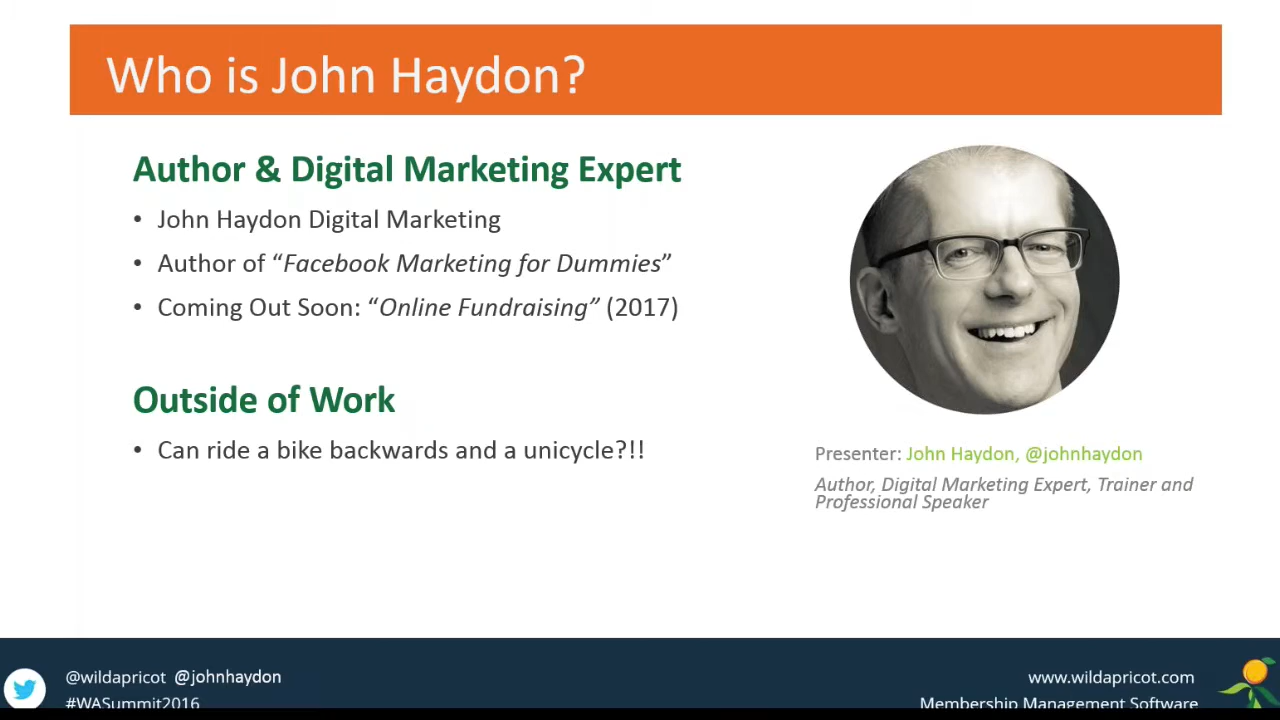 Who is John Haydon?
Author & Digital Marketing Expert
• John Haydon Digital Marketing
• Author of “Facebook Marketing for Dummies”
• Coming Out Soon: “Online Fundraising” (2017)
Outside of Work
• Can ride a bike backwards and a unicycle?!!
Presenter: John Haydon, @johnhaydon
Author, Digital Marketing Expert, Trainer and
Professional Speaker
@wildapricot @johnhaydon
#WASummit2016
www.wildapricot.com
Membership Management Software